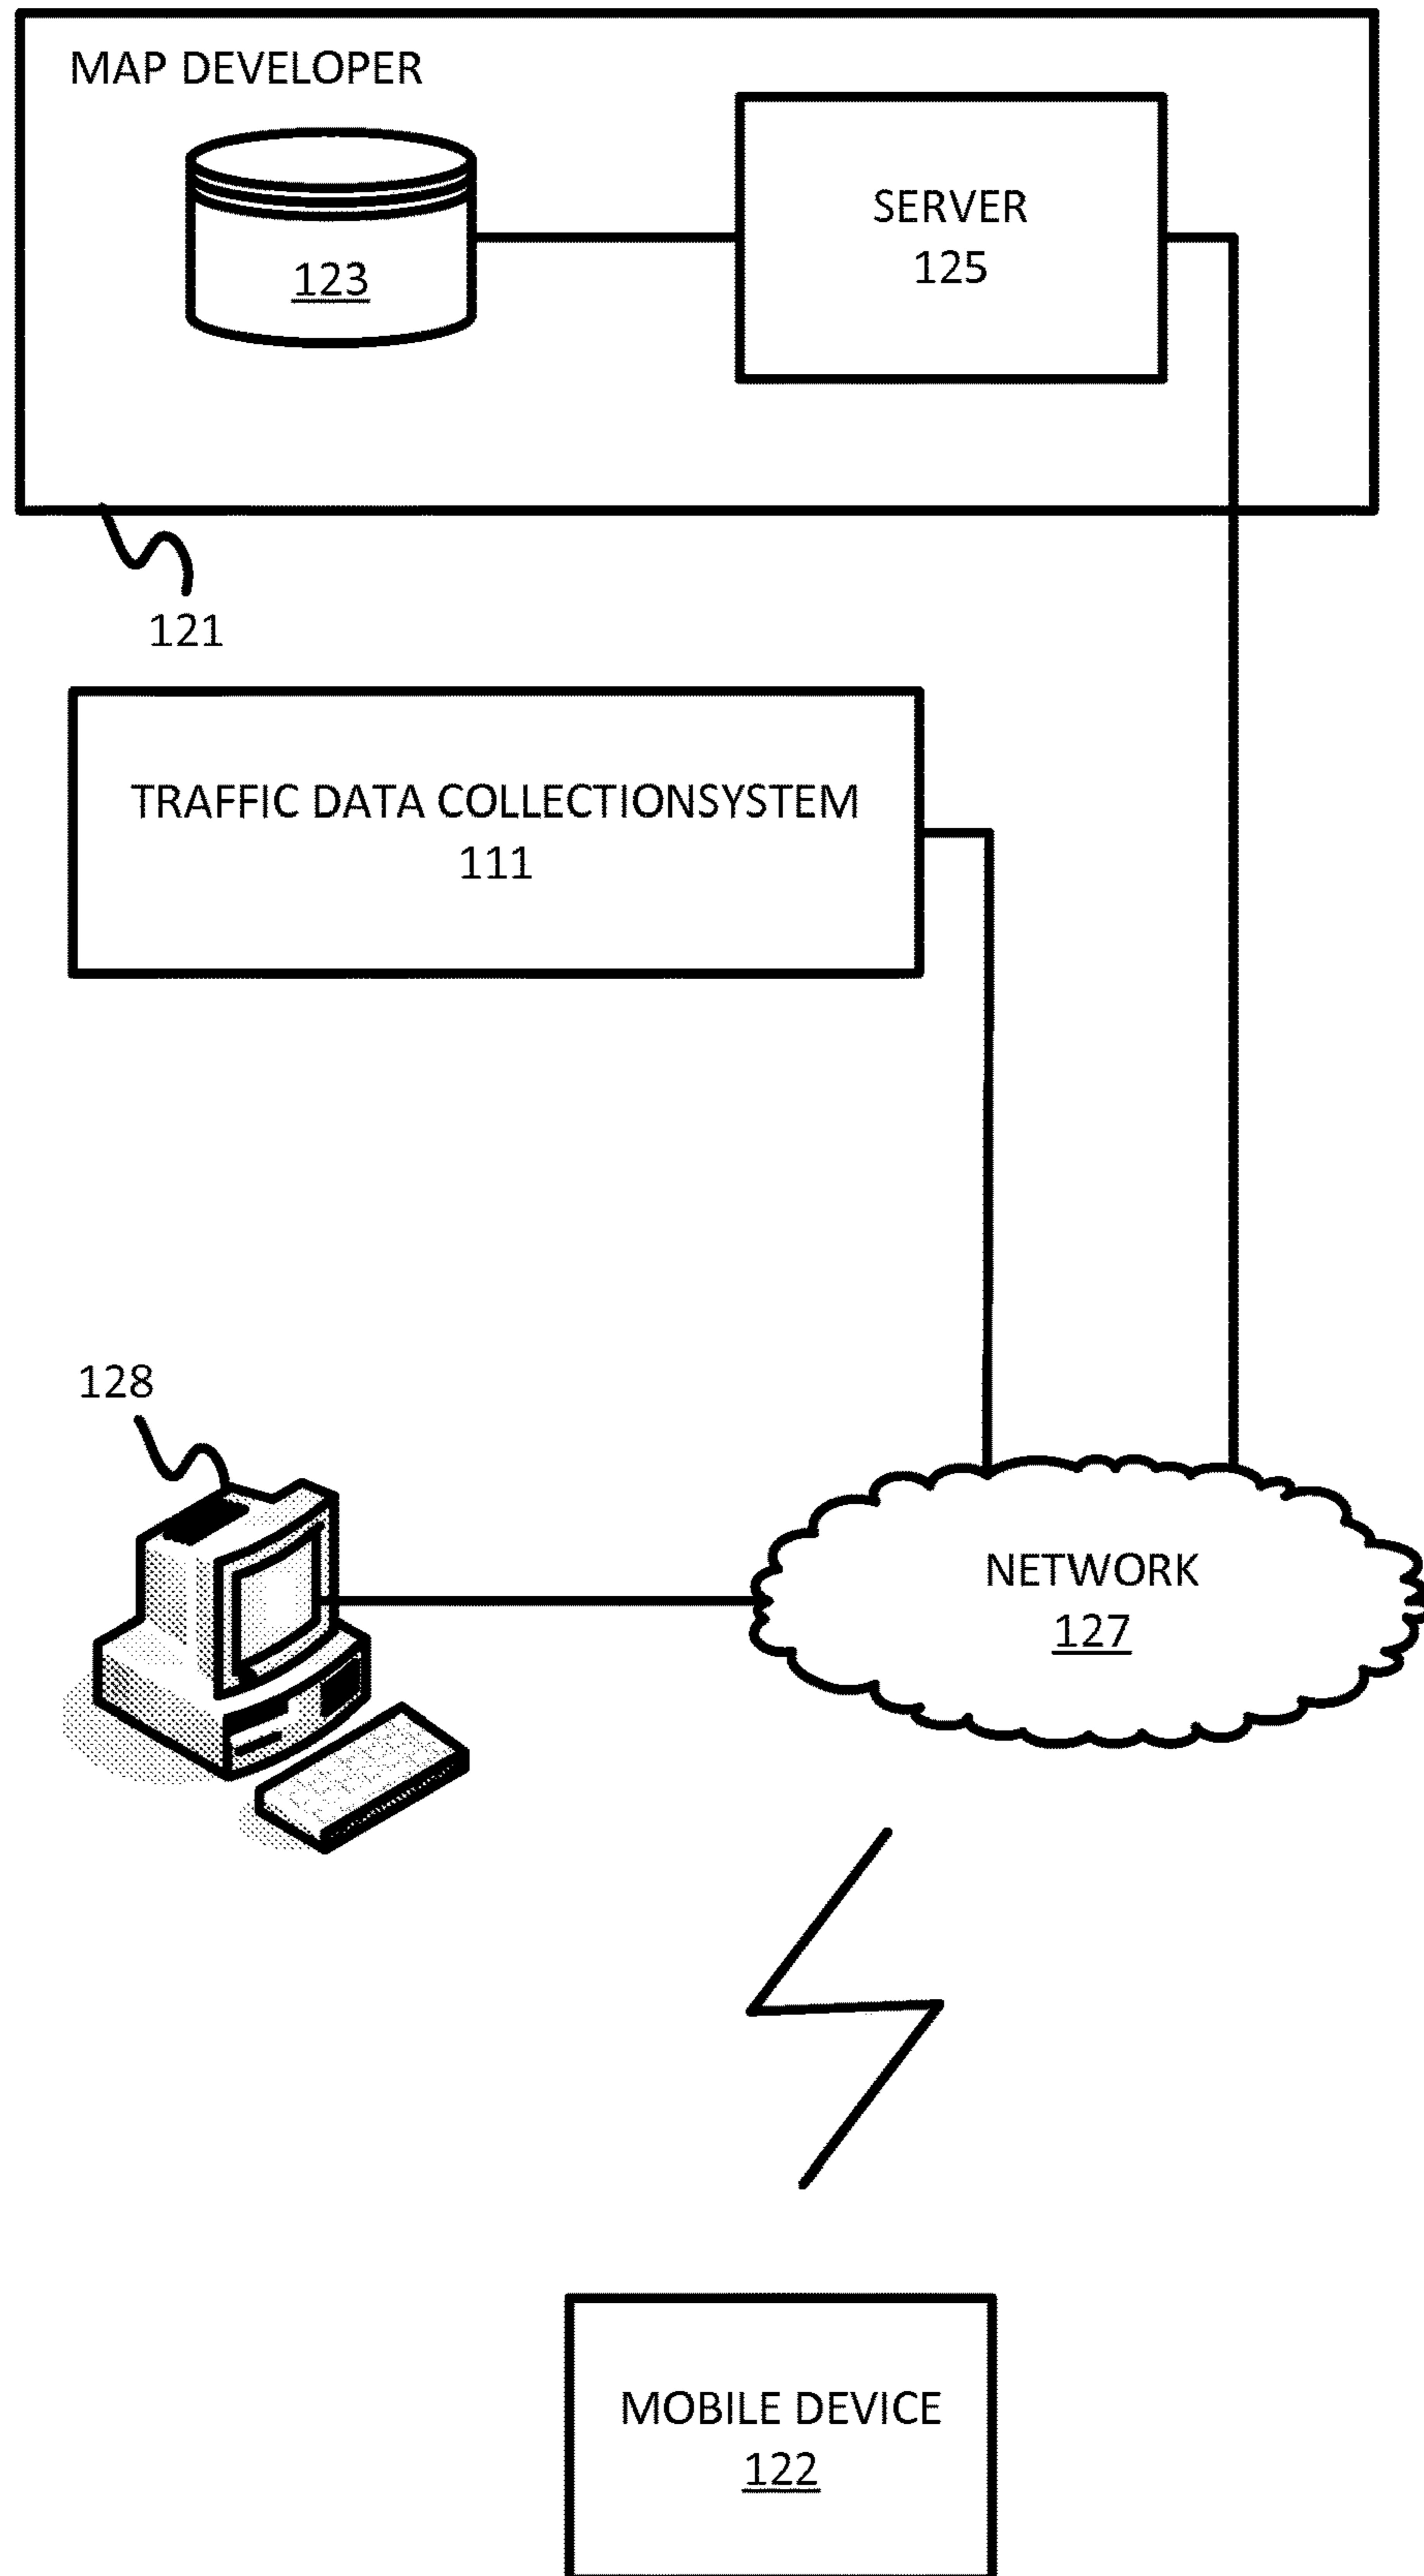 MAP DEVELOPER
SERVER
125
123
121
TRAFFIC DATA COLLECTIONSYSTEM
111
128
NETWORK
127
MOBILE DEVICE
122